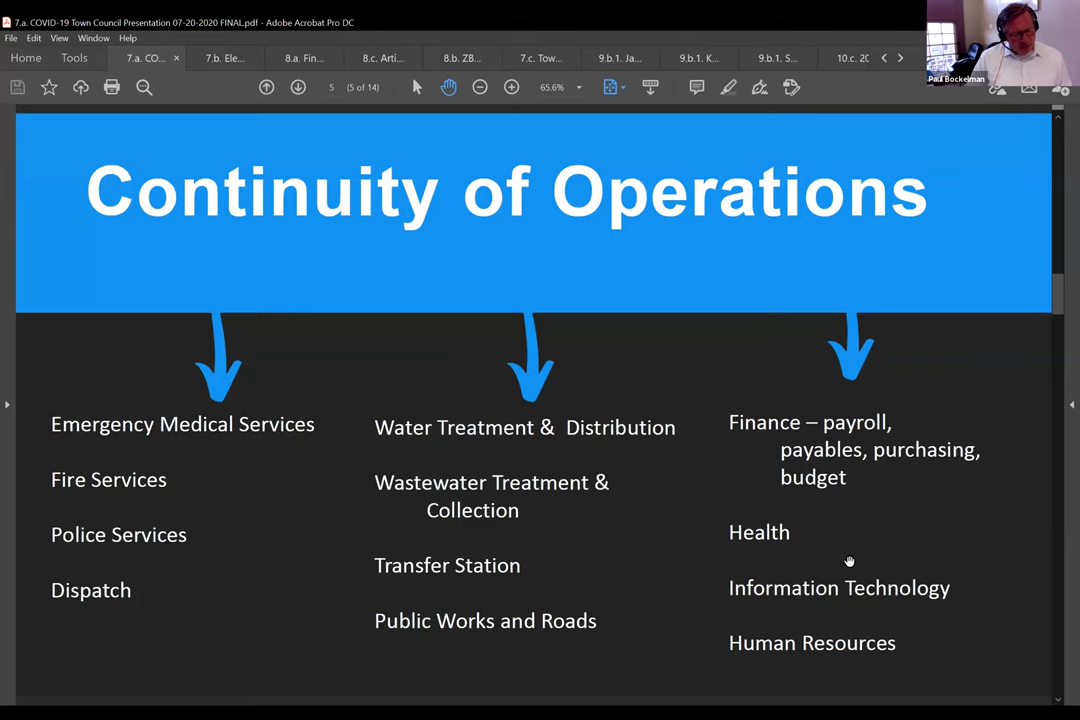 7.a. COVID-19 Town Council Presentation 07-20-2020 FINAL.pdf - Adobe Acrobat Pro DC
File Edit View Window Help
Home Tools 7.a. CO... × 7.b. Ele... 8.a. Fin... 8.c. Arti... 8.b. ZB... 7.c. Tow... 9.b.1. Ja... 9.b.1. K... 9.b.1. S... 10.c. 20
5 (5 of 14) 65.6%
Paul Bockelman
Continuity of Operations
Emergency Medical Services
Fire Services
Police Services
Dispatch
Water Treatment & Distribution
Wastewater Treatment &
Collection
Transfer Station
Public Works and Roads
Finance – payroll,
payables, purchasing,
budget
Health
Information Technology
Human Resources